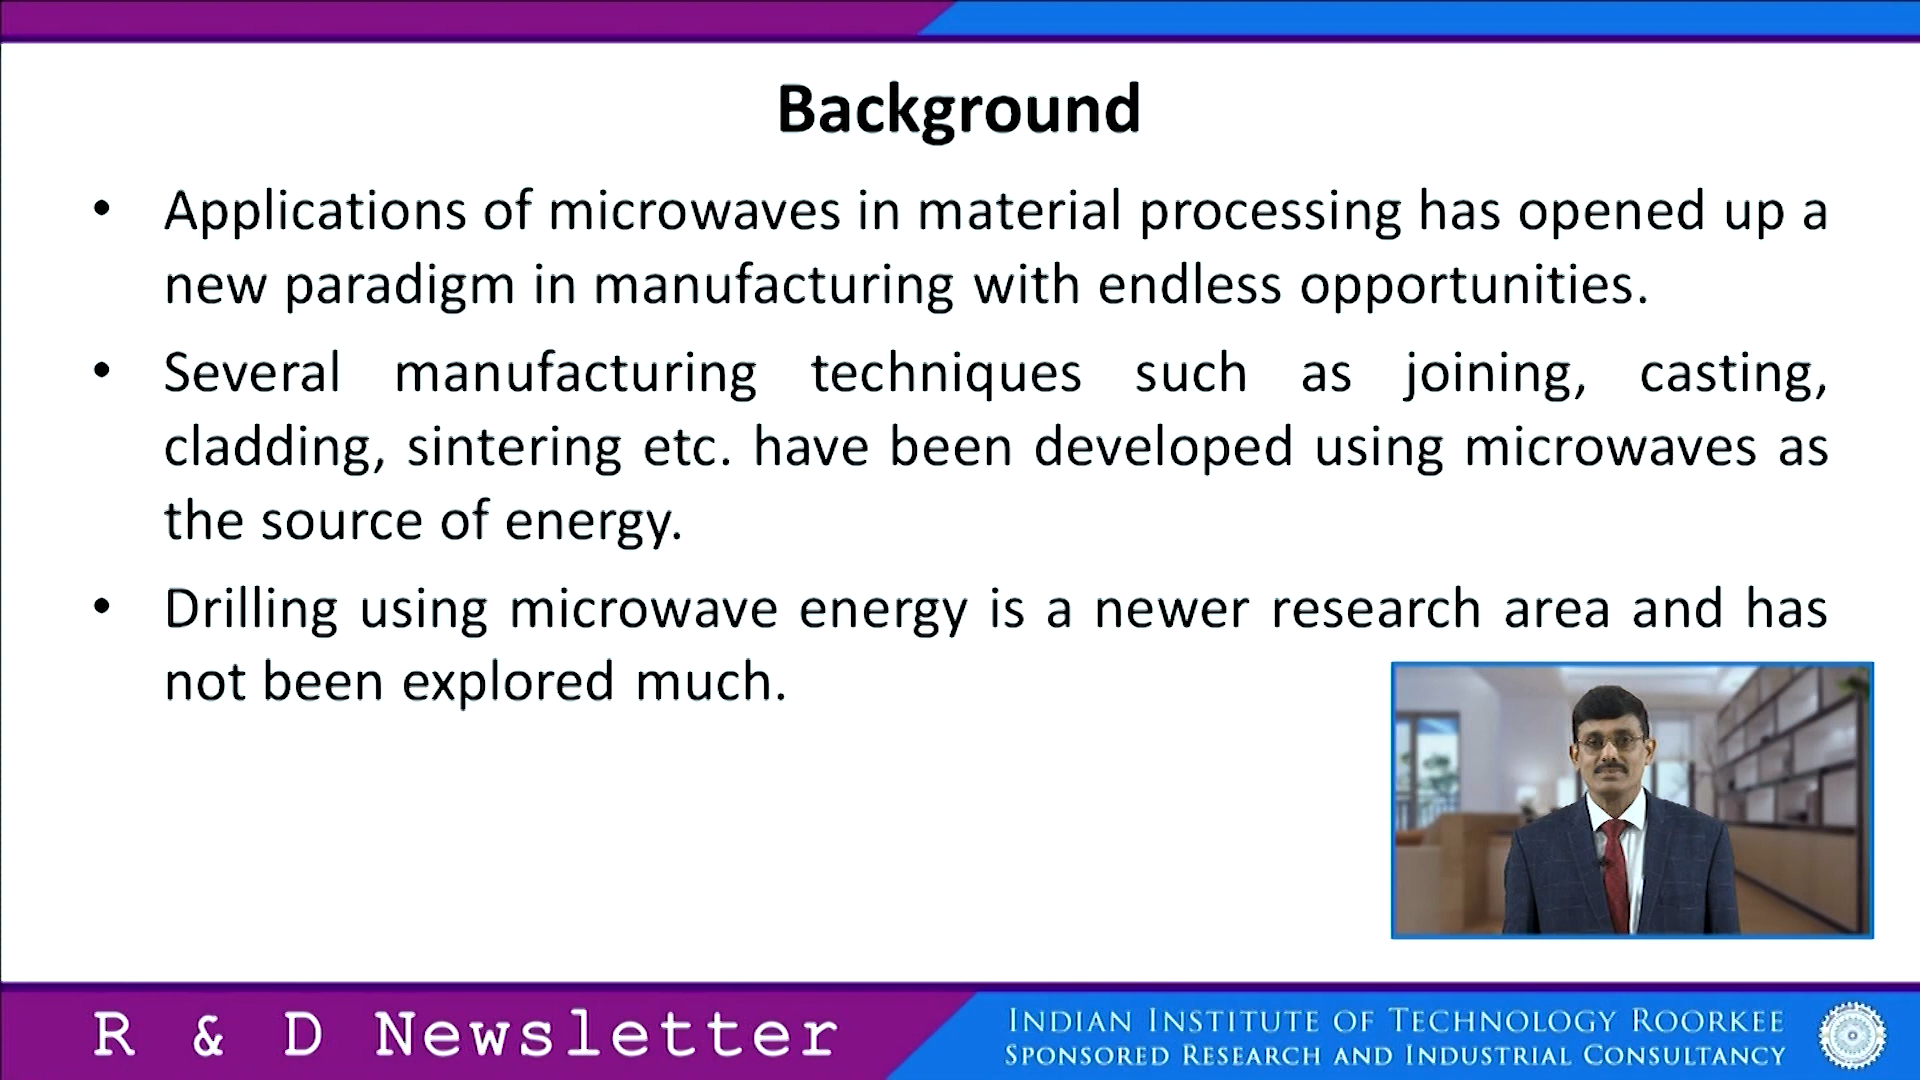 Background
• Applications of microwaves in material processing has opened up a
new paradigm in manufacturing with endless opportunities.
• Several manufacturing techniques such as joining, casting,
cladding, sintering etc. have been developed using microwaves as
the source of energy.
• Drilling using microwave energy is a newer research area and has
not been explored much.
R & D Newsletter
INDIAN INSTITUTE OF TECHNOLOGY ROORKEE
SPONSORED RESEARCH AND INDUSTRIAL CONSULTANCY